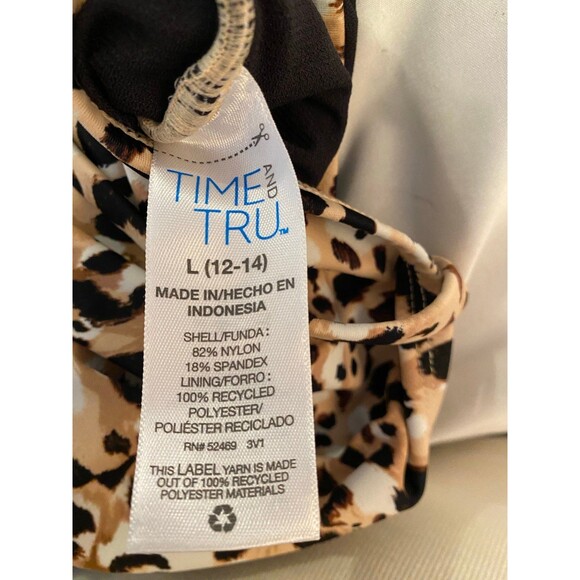 TIME AND
TRU™
L (12-14)
MADE IN/HECHO EN
INDONESIA
SHELL/FUNDA :
82% NYLON
18% SPANDEX
LINING/FORRO :
100% RECYCLED
POLYESTER/
POLIÉSTER RECICLADO
RN# 52469 3V1
THIS LABEL YARN IS MADE
OUT OF 100% RECYCLED
POLYESTER MATERIALS